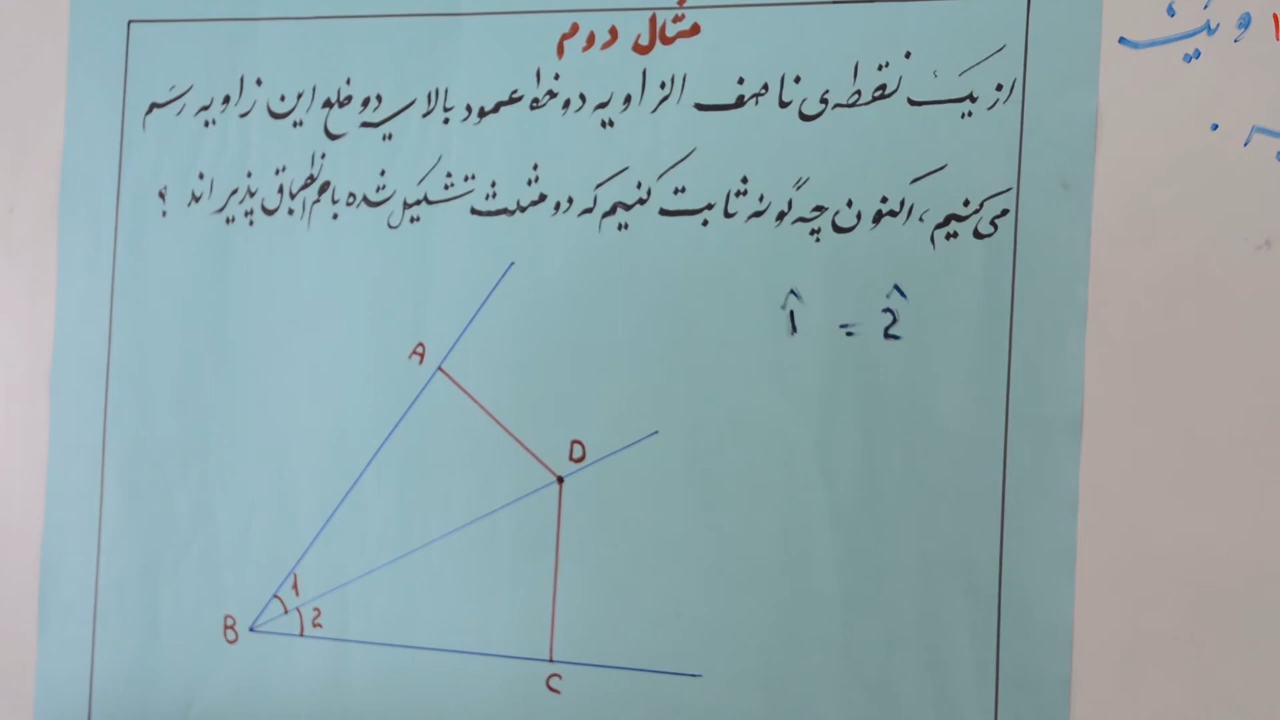 مثال دوم
از یک نقطه‌ی ناصف الزاویه دو خط عمود بالای دو ضلع این زاویه رسم
می کنیم، اکنون چه گونه ثابت کنیم که دو مثلث تشکیل شده باهم انطباق پذیر اند ؟
1̂ = 2̂
A
D
1
2
B
C
و یک